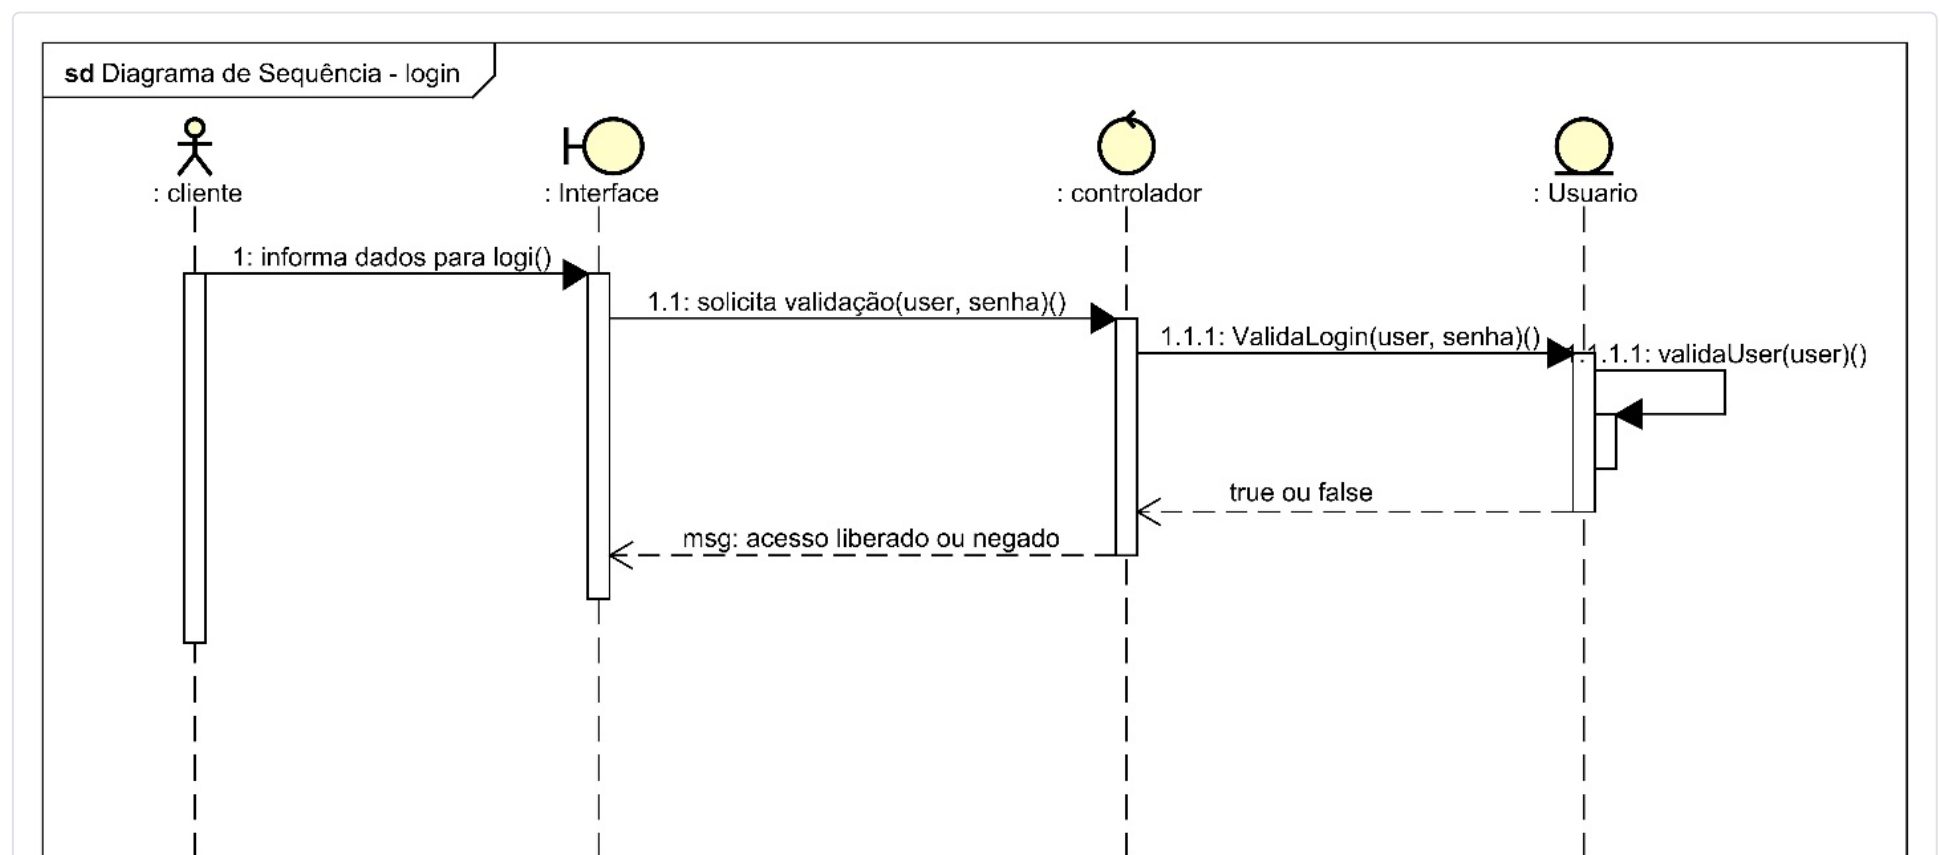 sd Diagrama de Sequência - login
: cliente
: Interface
: controlador
: Usuario
1: informa dados para logi()
1.1: solicita validação(user, senha)()
1.1.1: ValidaLogin(user, senha)()
1.1.1.1: validaUser(user)()
true ou false
msg: acesso liberado ou negado